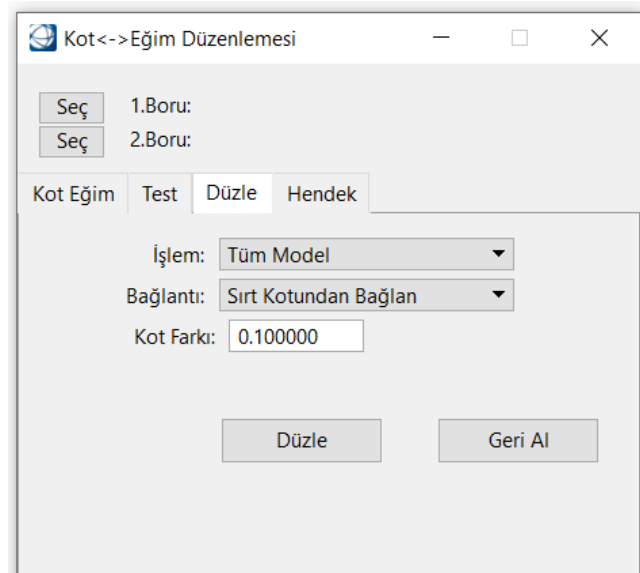 Kot<->Eğim Düzenlemesi
Seç 1.Boru:
Seç 2.Boru:
Kot Eğim Test Düzle Hendek
İşlem: Tüm Model
Bağlantı: Sırt Kotundan Bağlan
Kot Farkı: 0.100000
Düzle Geri Al